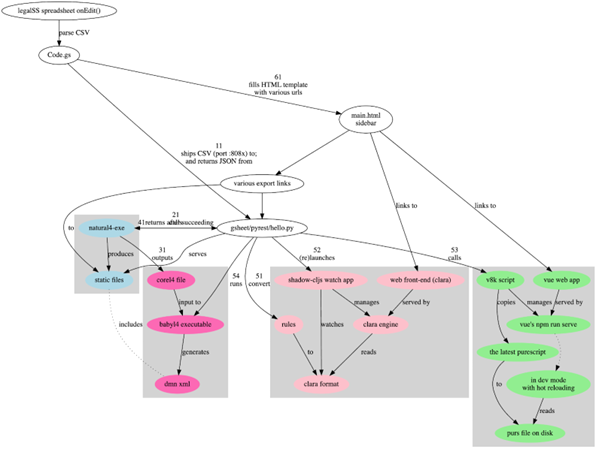 legalSS spreadsheet onEdit()
parse CSV
Code.gs
61
fills HTML template
with various urls
main.html
sidebar
11
ships CSV (port :808x) to;
and returns JSON from
links to
links to
various export links
to
natural4-exe
41returns
succeeding
21
gsheet/pytest/hello.py
produces
31
outputs
serves
54
runs
51
convert
52
(re)launches
53
calls
static files
corel4 file
shadow-cljs watch app
web front-end (clara)
v8k script
vue web app
input to
manages
served by
copies
manages
served by
includes
babyl4 executable
rules
watches
clara engine
vue's npm run serve
generates
to
reads
the latest purescript
dmn xml
clara format
to
in dev mode
with hot reloading
reads
purs file on disk